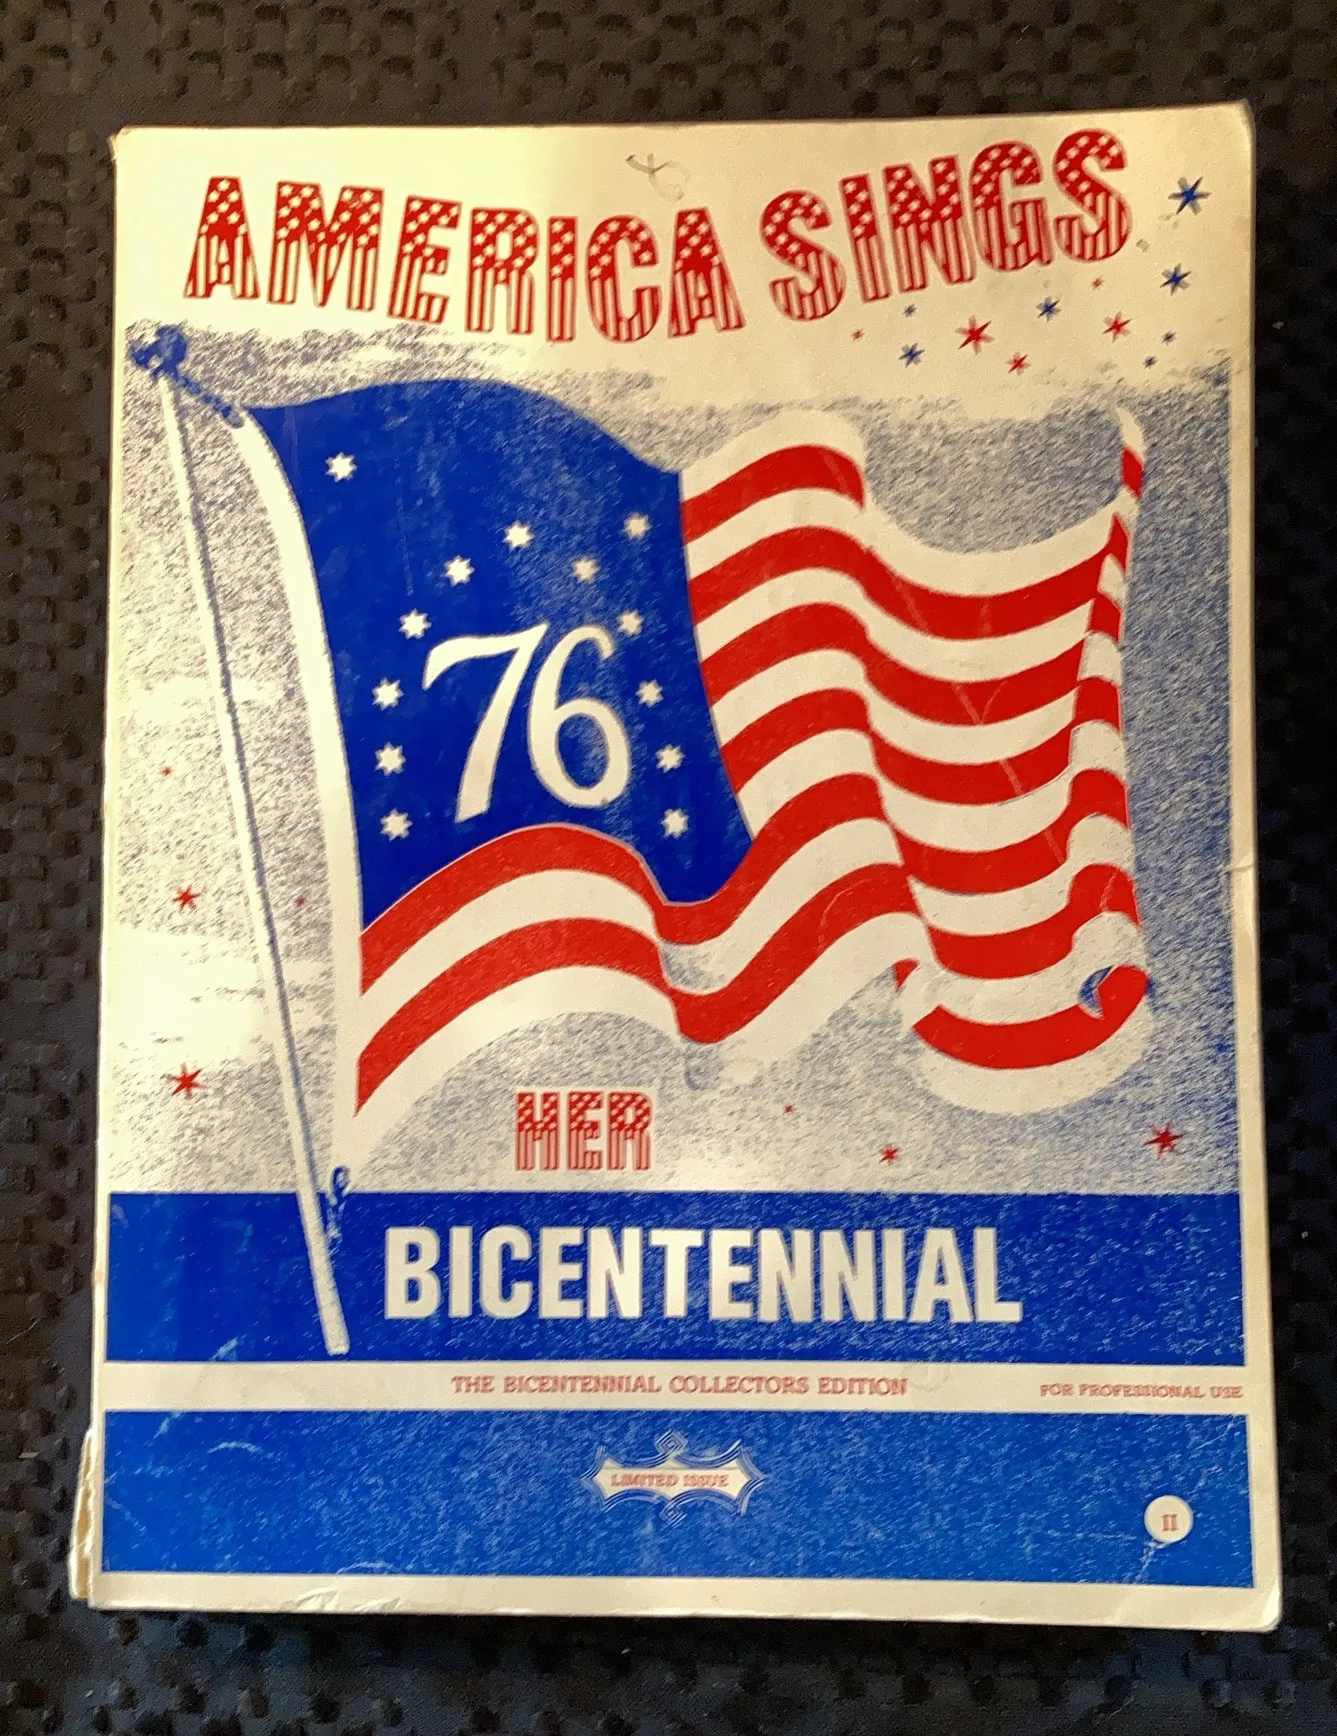 AMERICA SINGS
76
HER
BICENTENNIAL
THE BICENTENNIAL COLLECTORS EDITION
FOR PROFESSIONAL USE
LIMITED ISSUE
II